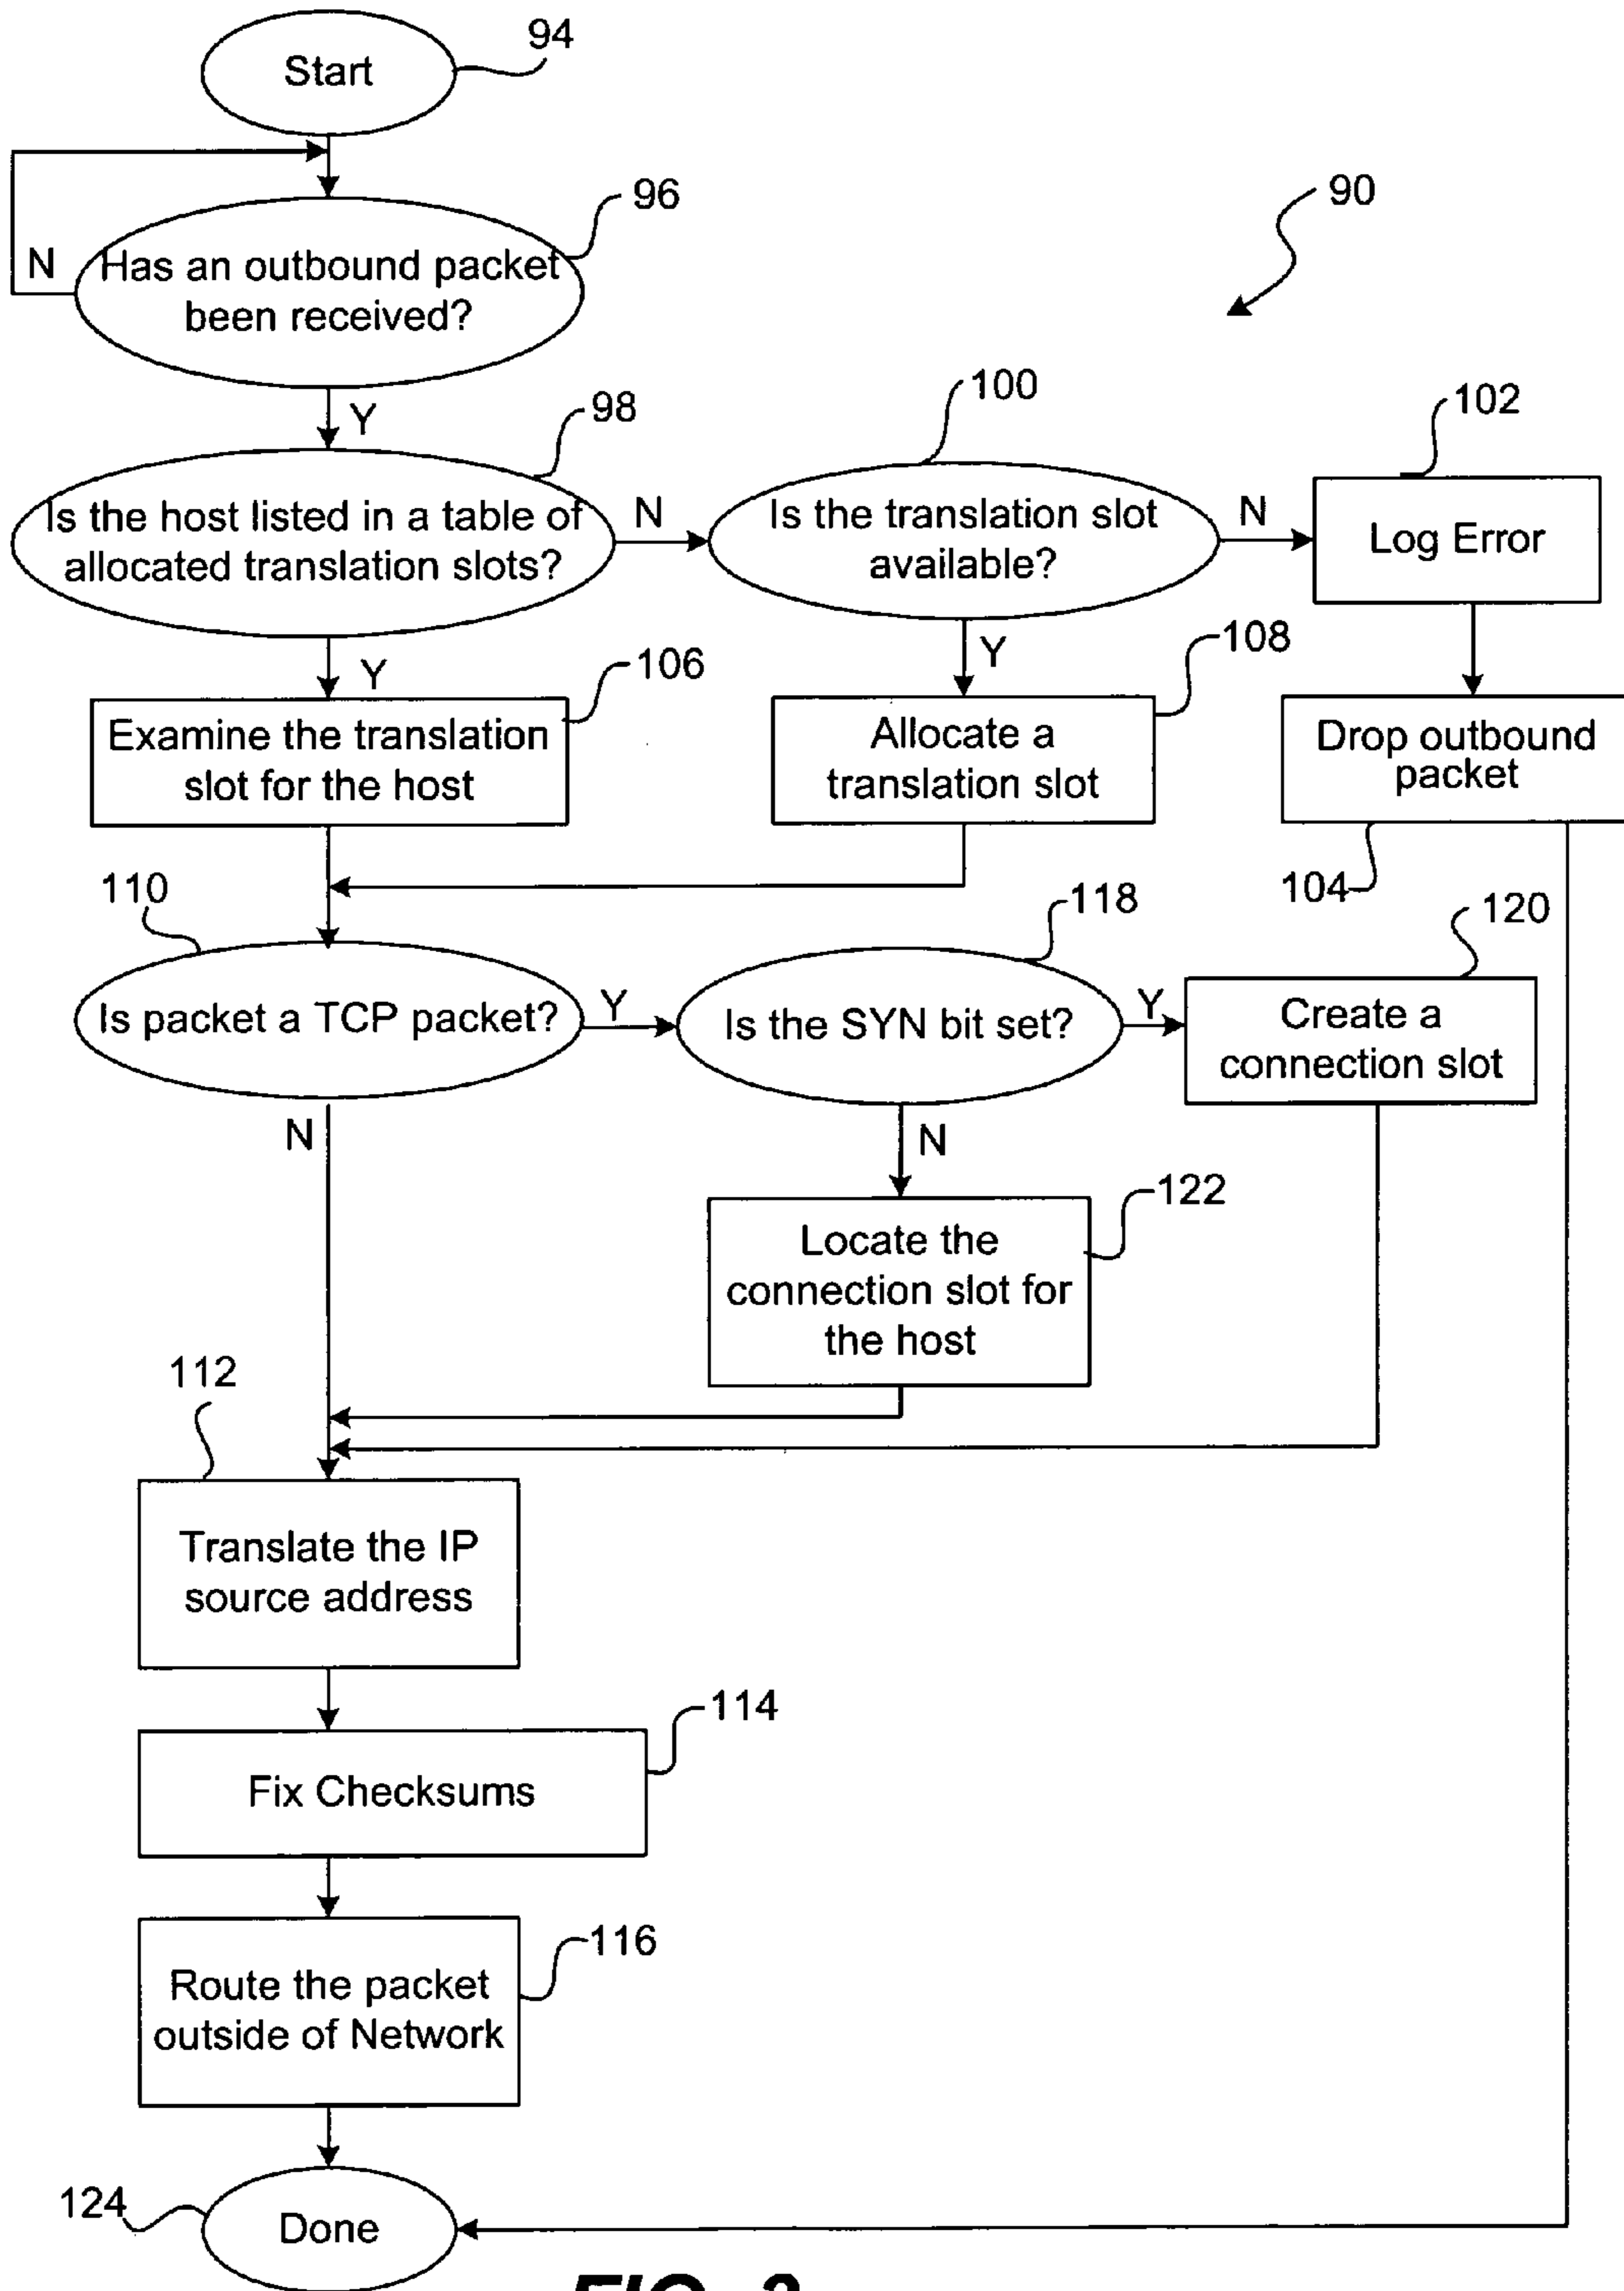 94
Start
96
90
N
Has an outbound packet
been received?
Y
98
100
102
Is the host listed in a table of
allocated translation slots?
N
Is the translation slot
available?
N
Log Error
Y
106
Y
108
Examine the translation
slot for the host
Allocate a
translation slot
Drop outbound
packet
104
110
118
120
Is packet a TCP packet?
Y
Is the SYN bit set?
Y
Create a
connection slot
N
N
122
Locate the
connection slot for
the host
112
Translate the IP
source address
114
Fix Checksums
116
Route the packet
outside of Network
124
Done